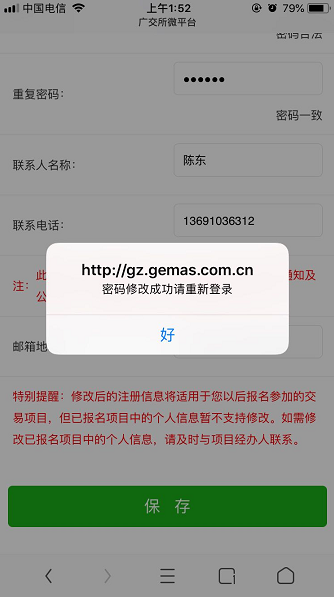 中国电信 上午1:52 79%
广交所微平台
密码合法
重复密码： ●●●●●●
密码一致
联系人名称： 陈东
联系电话： 13691036312
http://gz.gemas.com.cn
密码修改成功请重新登录
注： 此 通知及
公
好
邮箱地
特别提醒：修改后的注册信息将适用于您以后报名参加的交
易项目，但已报名项目中的个人信息暂不支持修改。如需修
改已报名项目中的个人信息，请及时与项目经办人联系。
保 存